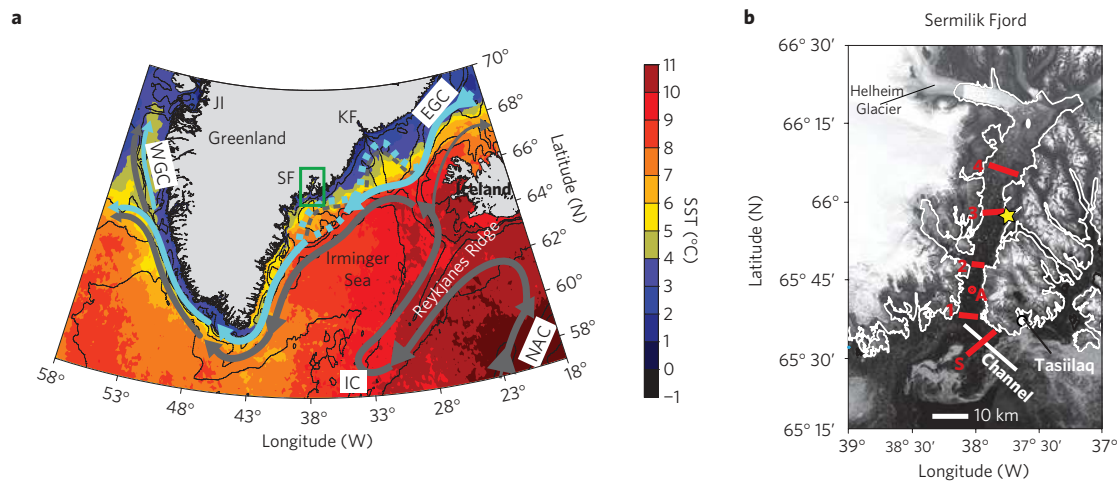 a
70°
68°
66°
64°
62°
60°
58°
Latitude (N)
JI
Greenland
KF
EGC
WGC
SF
Iceland
Irminger
Sea
Reykjanes Ridge
NAC
IC
58°
53°
48°
43°
38°
33°
28°
23°
18°
Longitude (W)
SST (°C)
11
10
9
8
7
6
5
4
3
2
1
0
−1
b
Sermilik Fjord
66° 30′
66° 15′
66°
65° 45′
65° 30′
65° 15′
Latitude (N)
Helheim
Glacier
4
3
2
A
1
S
Channel
Tasiilaq
10 km
39°
38° 30′
38°
37° 30′
37°
Longitude (W)